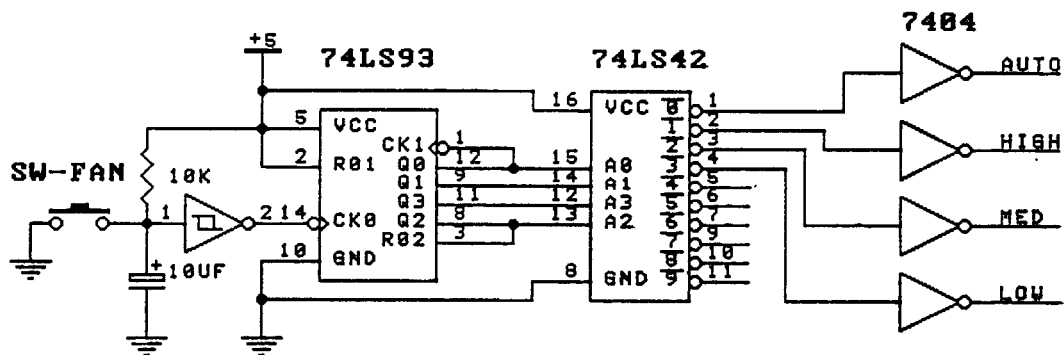 +5
74LS93
74LS42
7404
SW-FAN
10K
10UF
1
2
14
5
2
10
VCC
R01
CK0
GND
CK1
Q0
Q1
Q3
Q2
R02
1
12
9
11
8
3
16
15
14
12
13
8
VCC
A0
A1
A3
A2
GND
0
1
2
3
4
5
6
7
8
9
1
2
3
4
5
6
7
9
10
11
AUTO
HIGH
MED
LOW